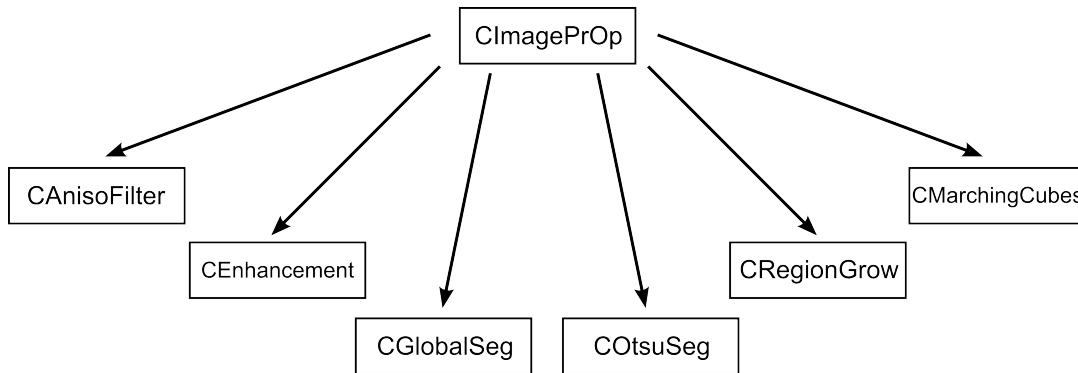 CImagePrOp
CAnisoFilter
CMarchingCubes
CEnhancement
CRegionGrow
CGlobalSeg
COtsuSeg